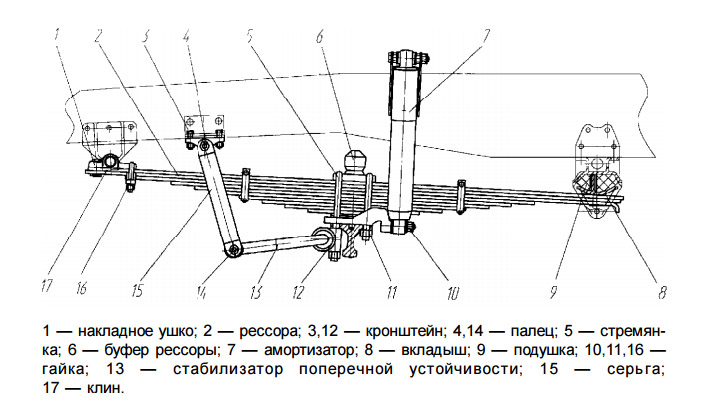 1 2 3 4 5 6 7
17 16 15 14 13 12 11 10 9 8
1 — накладное ушко; 2 — рессора; 3,12 — кронштейн; 4,14 — палец; 5 — стремян-
ка; 6 — буфер рессоры; 7 — амортизатор; 8 — вкладыш; 9 — подушка; 10,11,16 —
гайка; 13 — стабилизатор поперечной устойчивости; 15 — серьга;
17 — клин.